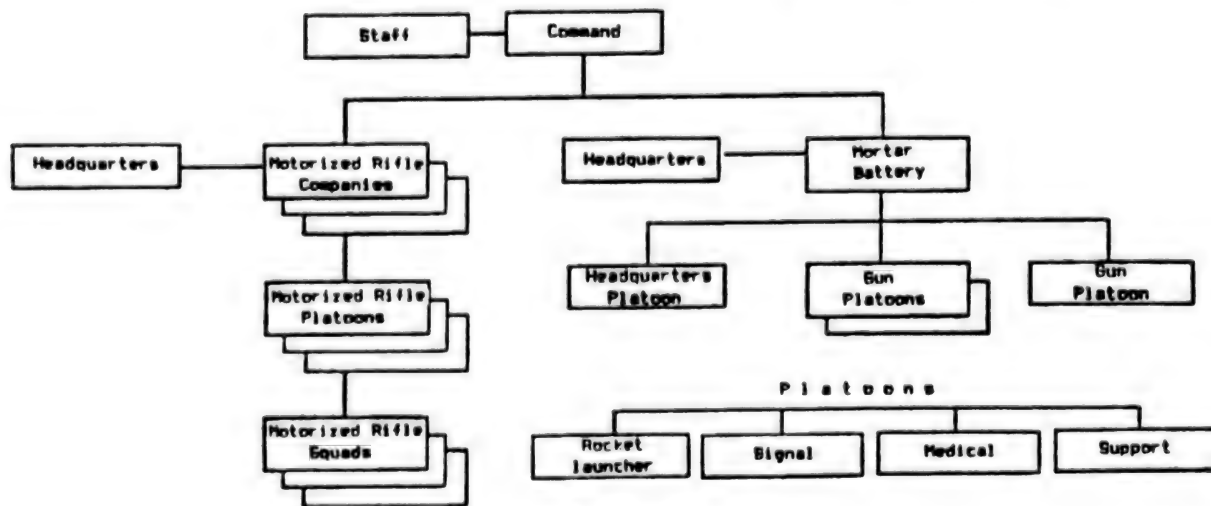 Staff
Command
Headquarters
Motorized Rifle
Companies
Headquarters
Mortar
Battery
Motorized Rifle
Platoons
Headquarters
Platoon
Gun
Platoons
Gun
Platoon
Platoons
Motorized Rifle
Squads
Rocket
launcher
Signal
Medical
Support